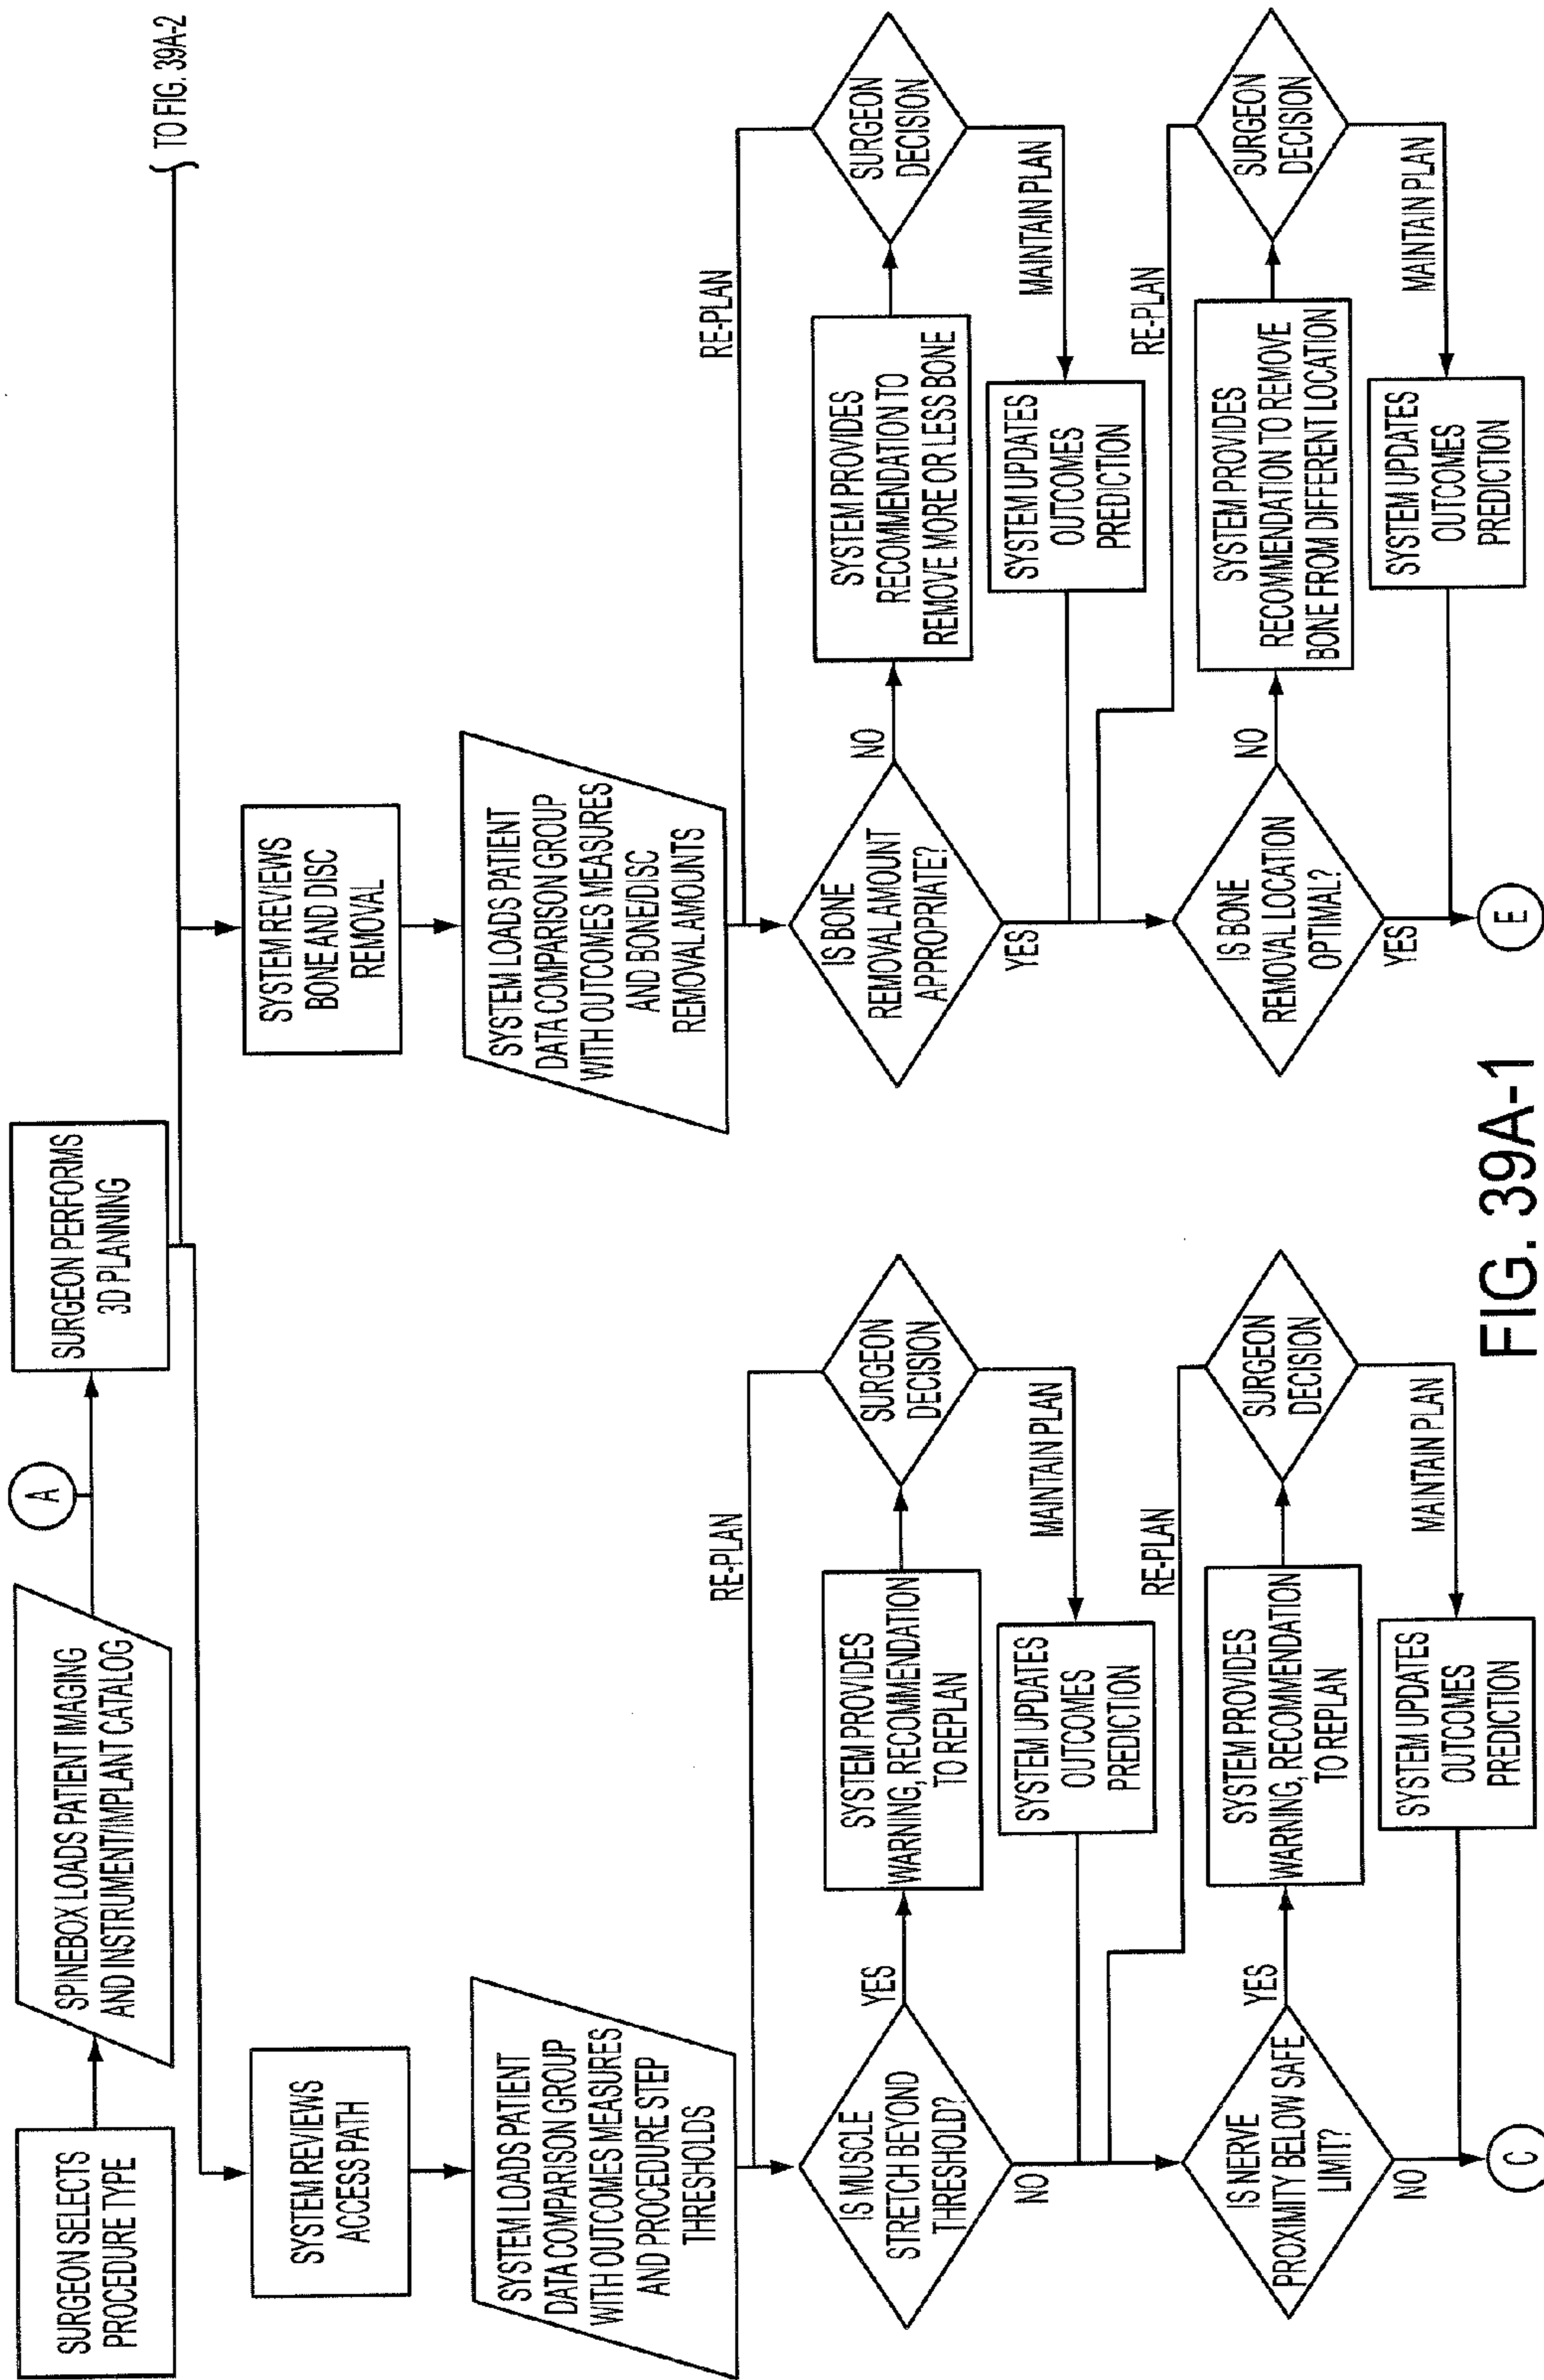 SURGEON SELECTS
PROCEDURE TYPE
SPINEBOX LOADS PATIENT IMAGING
AND INSTRUMENT/IMPLANT CATALOG
A
SURGEON PERFORMS
3D PLANNING
TO FIG. 39A-2
SYSTEM REVIEWS
ACCESS PATH
SYSTEM LOADS PATIENT
DATA COMPARISON GROUP
WITH OUTCOMES MEASURES
AND PROCEDURE STEP
THRESHOLDS
RE-PLAN
IS MUSCLE
STRETCH BEYOND
THRESHOLD?
YES
NO
SYSTEM PROVIDES
WARNING, RECOMMENDATION
TO REPLAN
SURGEON
DECISION
MAINTAIN PLAN
SYSTEM UPDATES
OUTCOMES
PREDICTION
RE-PLAN
IS NERVE
PROXIMITY BELOW SAFE
LIMIT?
YES
NO
SYSTEM PROVIDES
WARNING, RECOMMENDATION
TO REPLAN
SURGEON
DECISION
MAINTAIN PLAN
SYSTEM UPDATES
OUTCOMES
PREDICTION
C
SYSTEM REVIEWS
BONE AND DISC
REMOVAL
SYSTEM LOADS PATIENT
DATA COMPARISON GROUP
WITH OUTCOMES MEASURES
AND BONE/DISC
REMOVAL AMOUNTS
RE-PLAN
IS BONE
REMOVAL AMOUNT
APPROPRIATE?
NO
YES
SYSTEM PROVIDES
RECOMMENDATION TO
REMOVE MORE OR LESS BONE
SURGEON
DECISION
MAINTAIN PLAN
SYSTEM UPDATES
OUTCOMES
PREDICTION
RE-PLAN
IS BONE
REMOVAL LOCATION
OPTIMAL?
NO
YES
SYSTEM PROVIDES
RECOMMENDATION TO REMOVE
BONE FROM DIFFERENT LOCATION
SURGEON
DECISION
MAINTAIN PLAN
SYSTEM UPDATES
OUTCOMES
PREDICTION
E
FIG. 39A-1